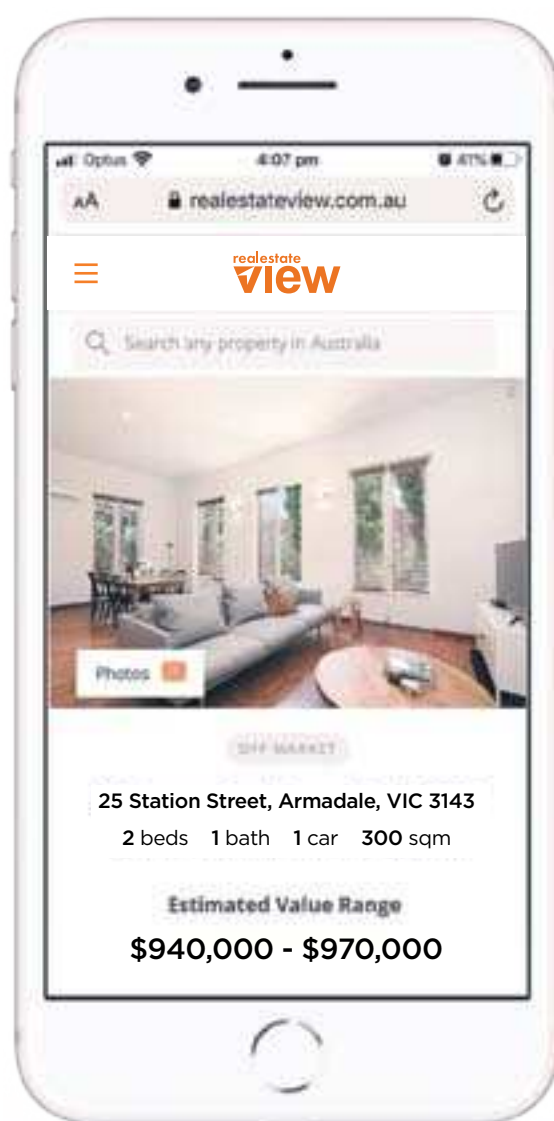 Optus 4:07 pm 41%
AA realestateview.com.au
realestate
view
Search any property in Australia
Photos
OFF MARKET
25 Station Street, Armadale, VIC 3143
2 beds 1 bath 1 car 300 sqm
Estimated Value Range
$940,000 - $970,000